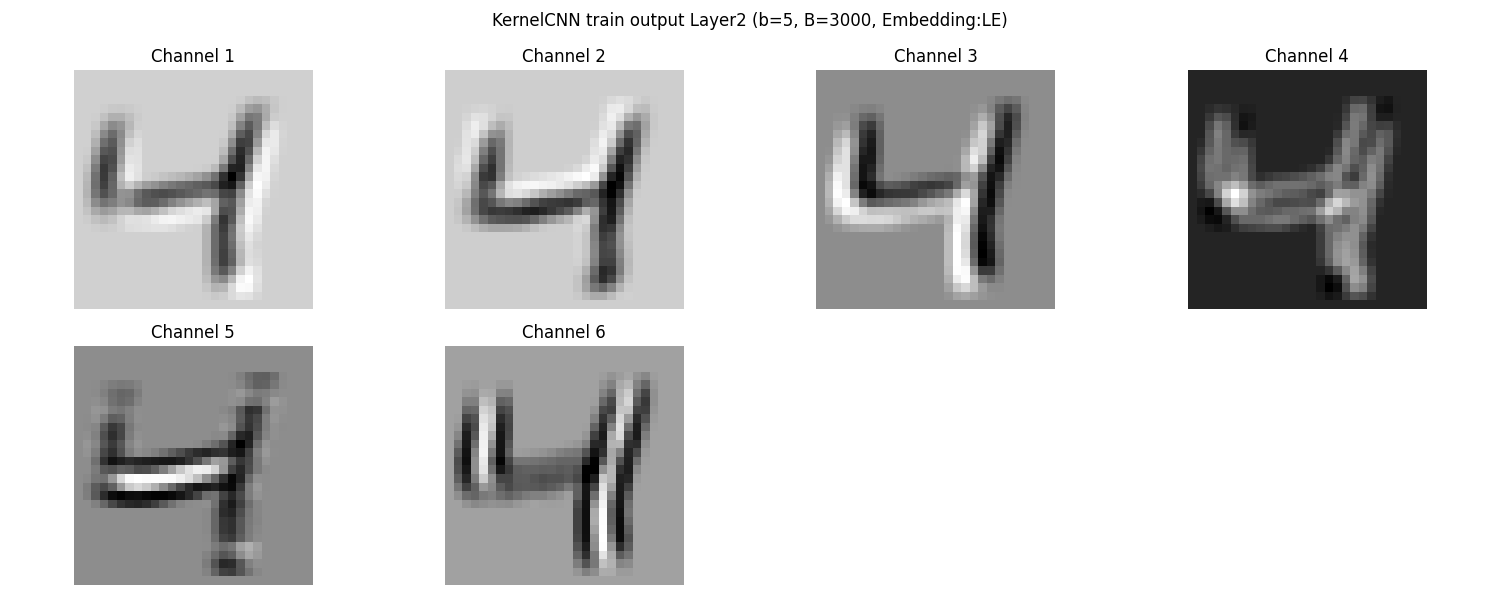 KernelCNN train output Layer2 (b=5, B=3000, Embedding:LE)
Channel 1
Channel 2
Channel 3
Channel 4
Channel 5
Channel 6